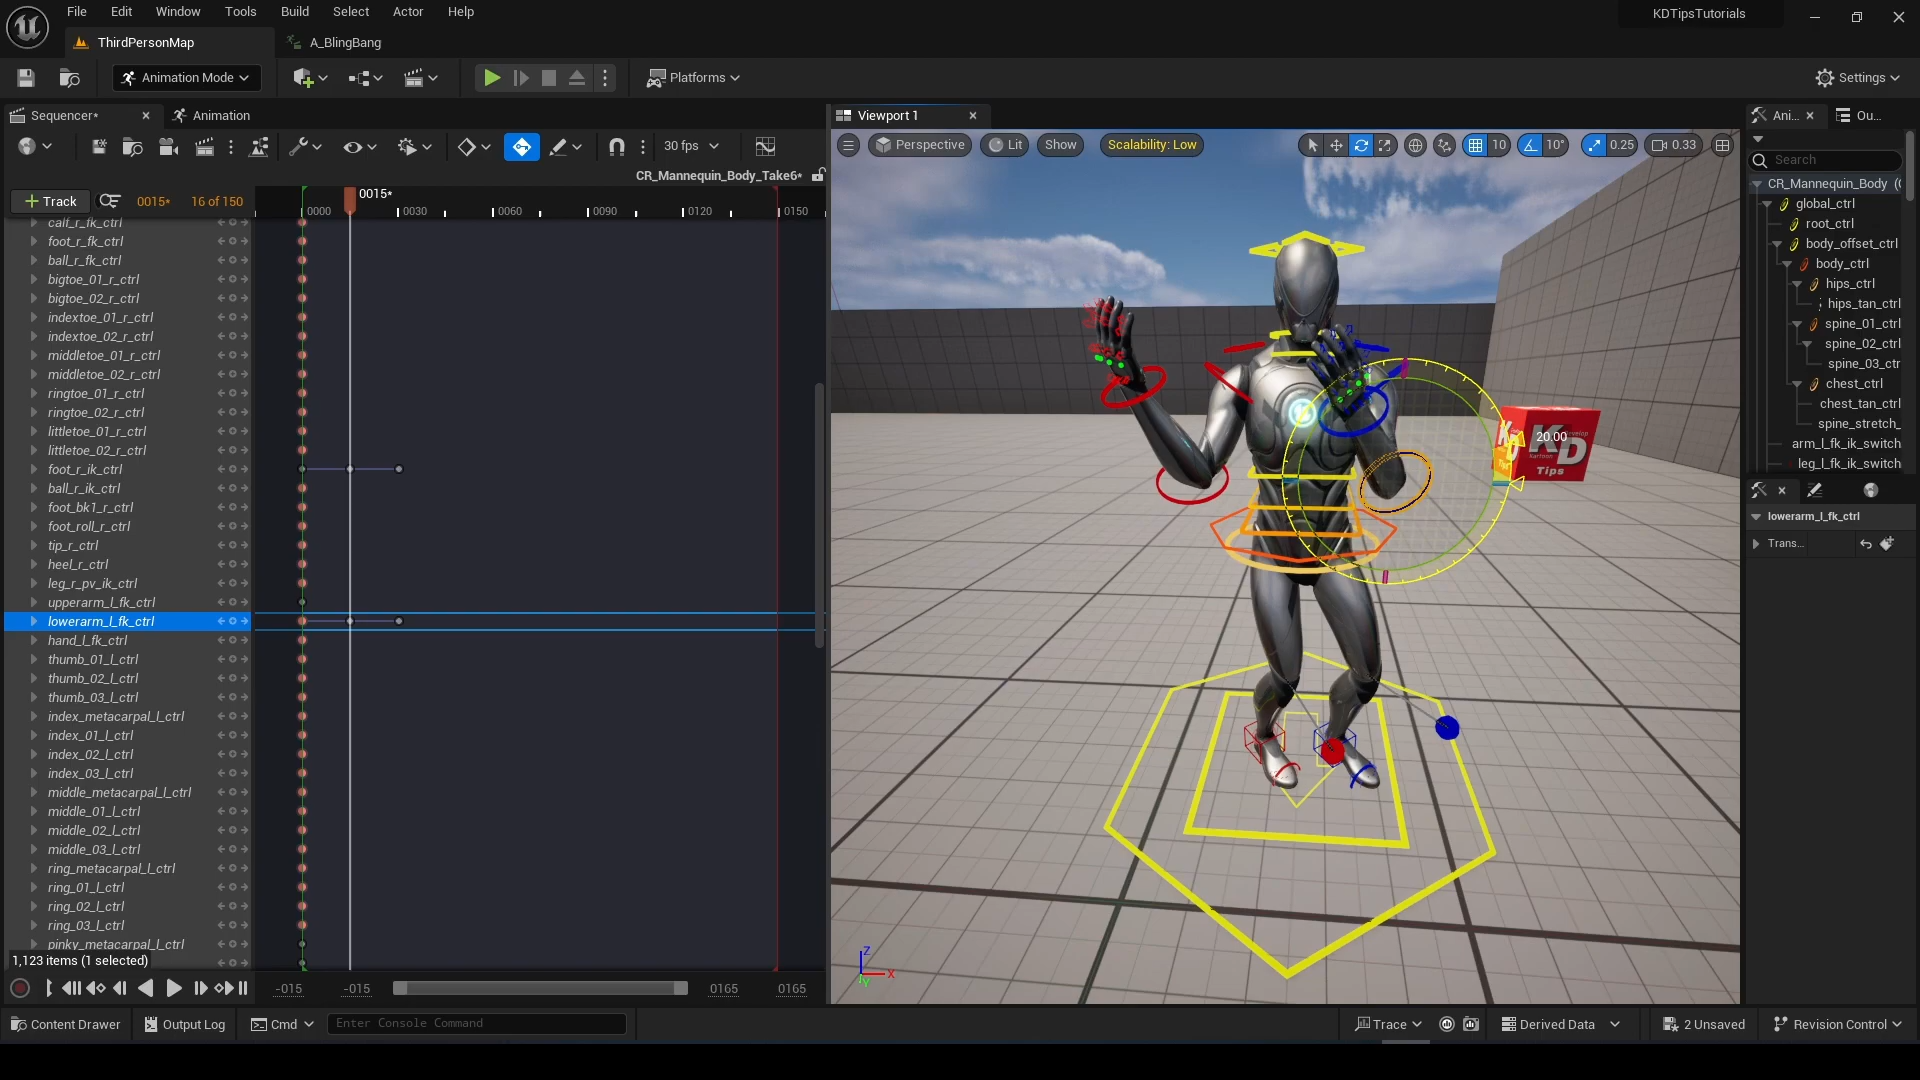 File Edit Window Tools Build Select Actor Help
KDTipsTutorials
ThirdPersonMap
A_BlingBang
Animation Mode
Platforms
Settings
Sequencer*
Animation
Viewport 1
Ani...
Ou...
30 fps
Perspective
Lit
Show
Scalability: Low
10
10°
0.25
0.33
CR_Mannequin_Body_Take6*
Search
Track
0015*
16 of 150
0015*
0000
0030
0060
0090
0120
0150
calf_r_fk_ctrl
foot_r_fk_ctrl
ball_r_fk_ctrl
bigtoe_01_r_ctrl
bigtoe_02_r_ctrl
indextoe_01_r_ctrl
indextoe_02_r_ctrl
middletoe_01_r_ctrl
middletoe_02_r_ctrl
ringtoe_01_r_ctrl
ringtoe_02_r_ctrl
littletoe_01_r_ctrl
littletoe_02_r_ctrl
foot_r_ik_ctrl
ball_r_ik_ctrl
foot_bk1_r_ctrl
foot_roll_r_ctrl
tip_r_ctrl
heel_r_ctrl
leg_r_pv_ik_ctrl
upperarm_l_fk_ctrl
lowerarm_l_fk_ctrl
hand_l_fk_ctrl
thumb_01_l_ctrl
thumb_02_l_ctrl
thumb_03_l_ctrl
index_metacarpal_l_ctrl
index_01_l_ctrl
index_02_l_ctrl
index_03_l_ctrl
middle_metacarpal_l_ctrl
middle_01_l_ctrl
middle_02_l_ctrl
middle_03_l_ctrl
ring_metacarpal_l_ctrl
ring_01_l_ctrl
ring_02_l_ctrl
ring_03_l_ctrl
pinky_metacarpal_l_ctrl
1,123 items (1 selected)
-015
-015
0165
0165
20.00
KD
Tips
Z
X
Y
CR_Mannequin_Body
global_ctrl
root_ctrl
body_offset_ctrl
body_ctrl
hips_ctrl
hips_tan_ctrl
spine_01_ctrl
spine_02_ctrl
spine_03_ctr
chest_ctrl
chest_tan_ctrl
spine_stretch_
arm_l_fk_ik_switch
leg_l_fk_ik_switch
lowerarm_l_fk_ctrl
Trans...
Content Drawer
Output Log
Cmd
Enter Console Command
Trace
Derived Data
2 Unsaved
Revision Control